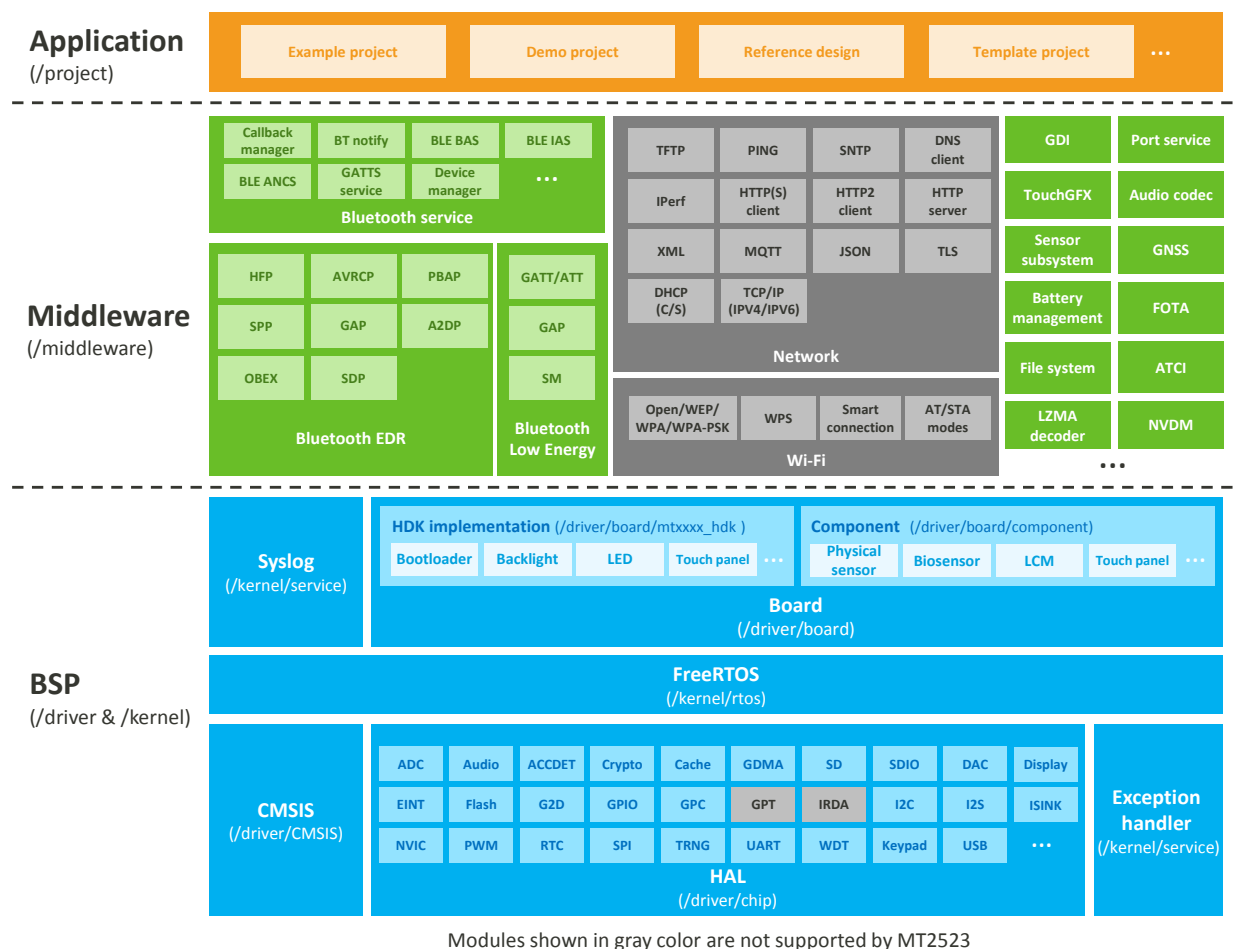 Application
(/project)
Example project
Demo project
Reference design
Template project
...
Middleware
(/middleware)
Callback
manager
BT notify
BLE BAS
BLE IAS
BLE ANCS
GATTS
service
Device
manager
...
Bluetooth service
HFP
AVRCP
PBAP
SPP
GAP
A2DP
OBEX
SDP
Bluetooth EDR
GATT/ATT
GAP
SM
Bluetooth
Low Energy
TFTP
PING
SNTP
DNS
client
IPerf
HTTP(S)
client
HTTP2
client
HTTP
server
XML
MQTT
JSON
TLS
DHCP
(C/S)
TCP/IP
(IPV4/IPV6)
Network
Open/WEP/
WPA/WPA-PSK
WPS
Smart
connection
AT/STA
modes
Wi-Fi
GDI
Port service
TouchGFX
Audio codec
Sensor
subsystem
GNSS
Battery
management
FOTA
File system
ATCI
LZMA
decoder
NVDM
...
BSP
(/driver & /kernel)
Syslog
(/kernel/service)
HDK implementation (/driver/board/mtxxxx_hdk )
Bootloader
Backlight
LED
Touch panel
...
Component (/driver/board/component)
Physical
sensor
Biosensor
LCM
Touch panel
...
Board
(/driver/board)
FreeRTOS
(/kernel/rtos)
CMSIS
(/driver/CMSIS)
ADC
Audio
ACCDET
Crypto
Cache
GDMA
SD
SDIO
DAC
Display
EINT
Flash
G2D
GPIO
GPC
GPT
IRDA
I2C
I2S
ISINK
NVIC
PWM
RTC
SPI
TRNG
UART
WDT
Keypad
USB
...
HAL
(/driver/chip)
Exception
handler
(/kernel/service)
Modules shown in gray color are not supported by MT2523